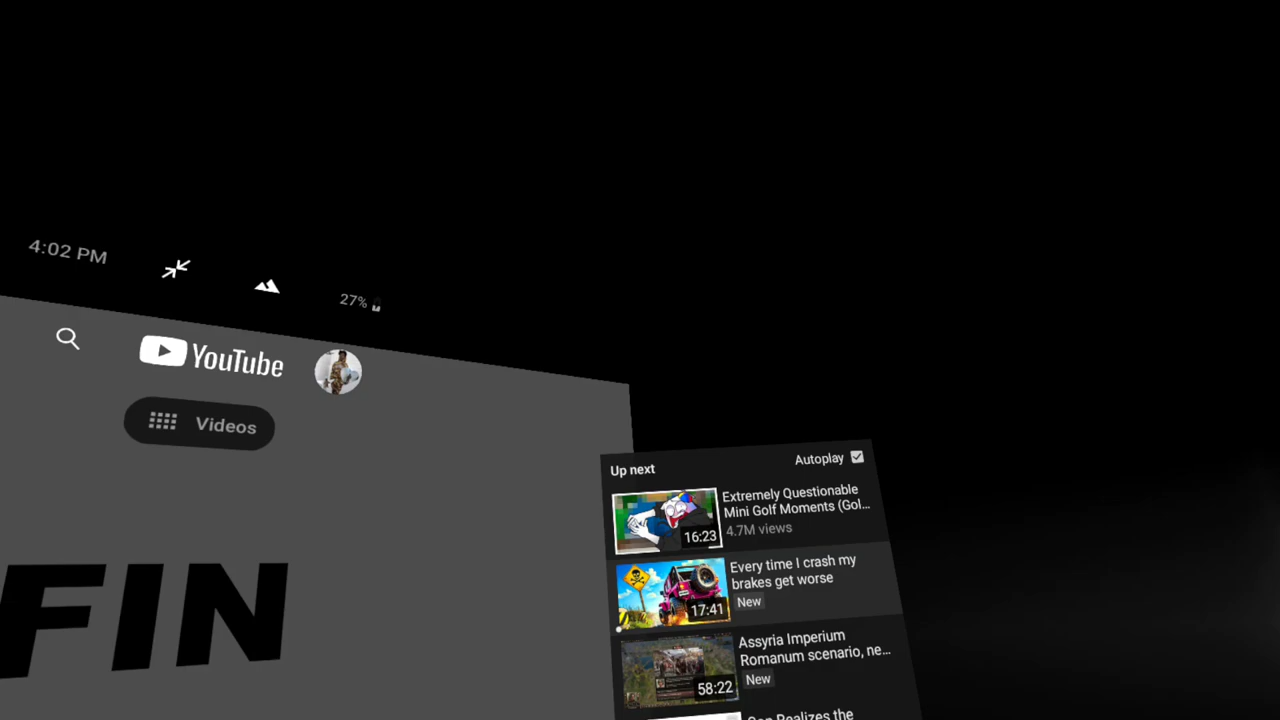 4:02 PM
27%
YouTube
Videos
FIN
Up next
Autoplay
Extremely Questionable
Mini Golf Moments (Gol...
4.7M views
16:23
Every time I crash my
brakes get worse
New
17:41
Assyria Imperium
Romanum scenario, ne...
New
58:22
Realizes the